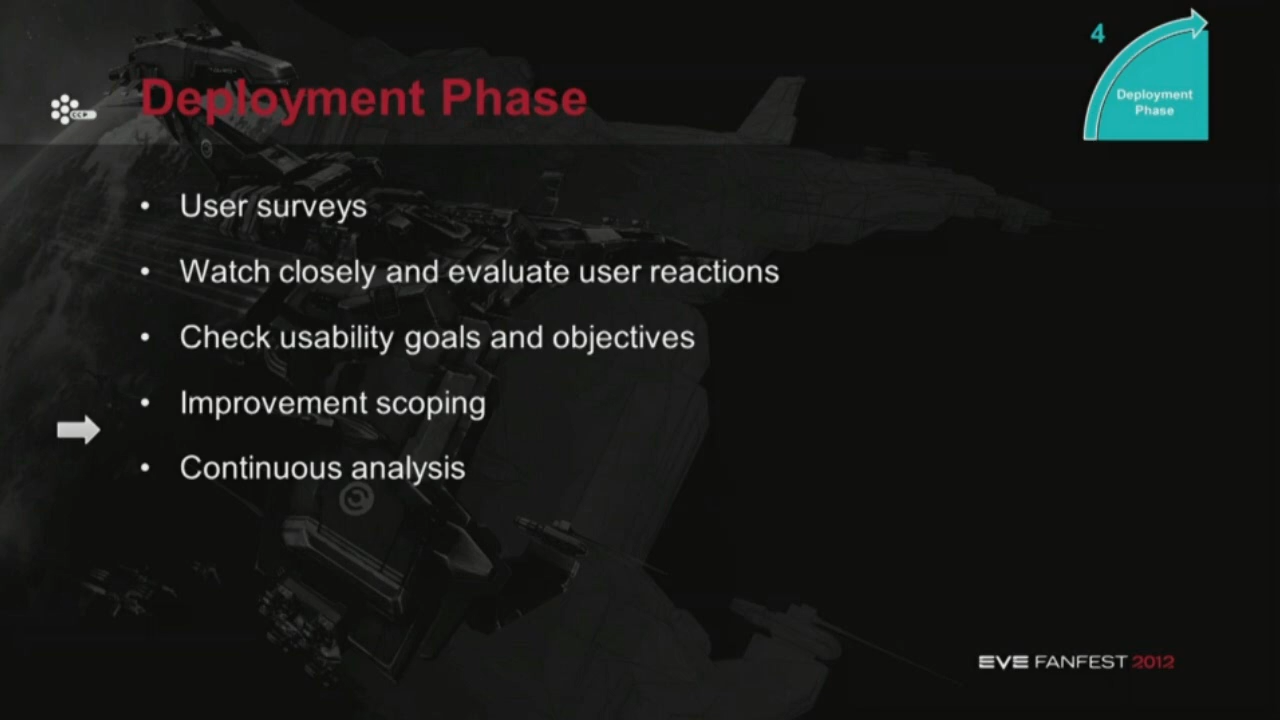 4
Deployment Phase
Deployment
Phase
CCP
• User surveys
• Watch closely and evaluate user reactions
• Check usability goals and objectives
• Improvement scoping
• Continuous analysis
EVE FANFEST 2012